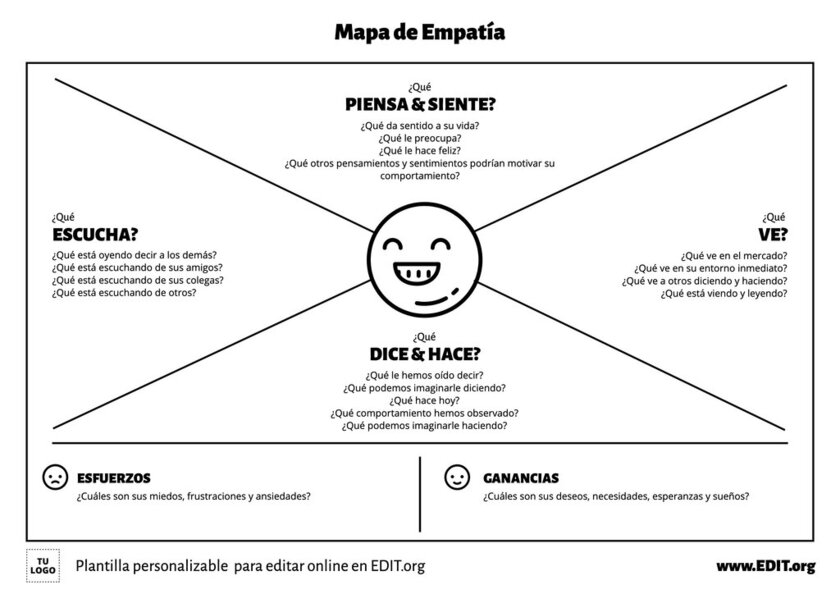 Mapa de Empatía
¿Qué
PIENSA & SIENTE?
¿Qué da sentido a su vida?
¿Qué le preocupa?
¿Qué le hace feliz?
¿Qué otros pensamientos y sentimientos podrían motivar su
comportamiento?
¿Qué
ESCUCHA?
¿Qué está oyendo decir a los demás?
¿Qué está escuchando de sus amigos?
¿Qué está escuchando de sus colegas?
¿Qué está escuchando de otros?
¿Qué
VE?
¿Qué ve en el mercado?
¿Qué ve en su entorno inmediato?
¿Qué ve a otros diciendo y haciendo?
¿Qué está viendo y leyendo?
¿Qué
DICE & HACE?
¿Qué le hemos oído decir?
¿Qué podemos imaginarle diciendo?
¿Qué hace hoy?
¿Qué comportamiento hemos observado?
¿Qué podemos imaginarle haciendo?
ESFUERZOS
¿Cuáles son sus miedos, frustraciones y ansiedades?
GANANCIAS
¿Cuáles son sus deseos, necesidades, esperanzas y sueños?
TU
LOGO
Plantilla personalizable para editar online en EDIT.org
www.EDIT.org